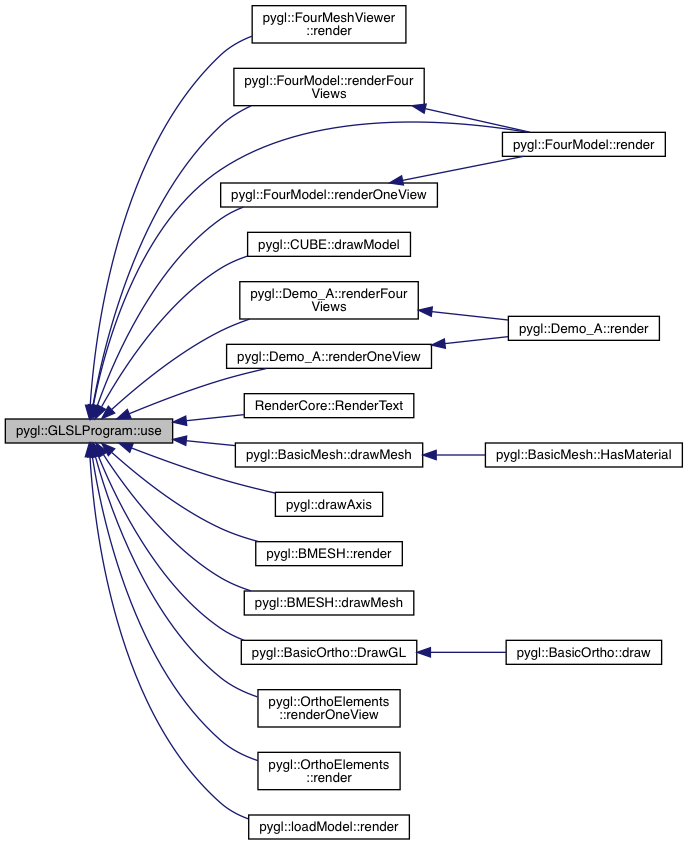 pygl::FourMeshViewer
::render
pygl::FourModel::renderFour
Views
pygl::FourModel::render
pygl::FourModel::renderOneView
pygl::CUBE::drawModel
pygl::Demo_A::renderFour
Views
pygl::Demo_A::render
pygl::Demo_A::renderOneView
RenderCore::RenderText
pygl::GLSLProgram::use
pygl::BasicMesh::drawMesh
pygl::BasicMesh::HasMaterial
pygl::drawAxis
pygl::BMESH::render
pygl::BMESH::drawMesh
pygl::BasicOrtho::DrawGL
pygl::BasicOrtho::draw
pygl::OrthoElements
::renderOneView
pygl::OrthoElements
::render
pygl::loadModel::render